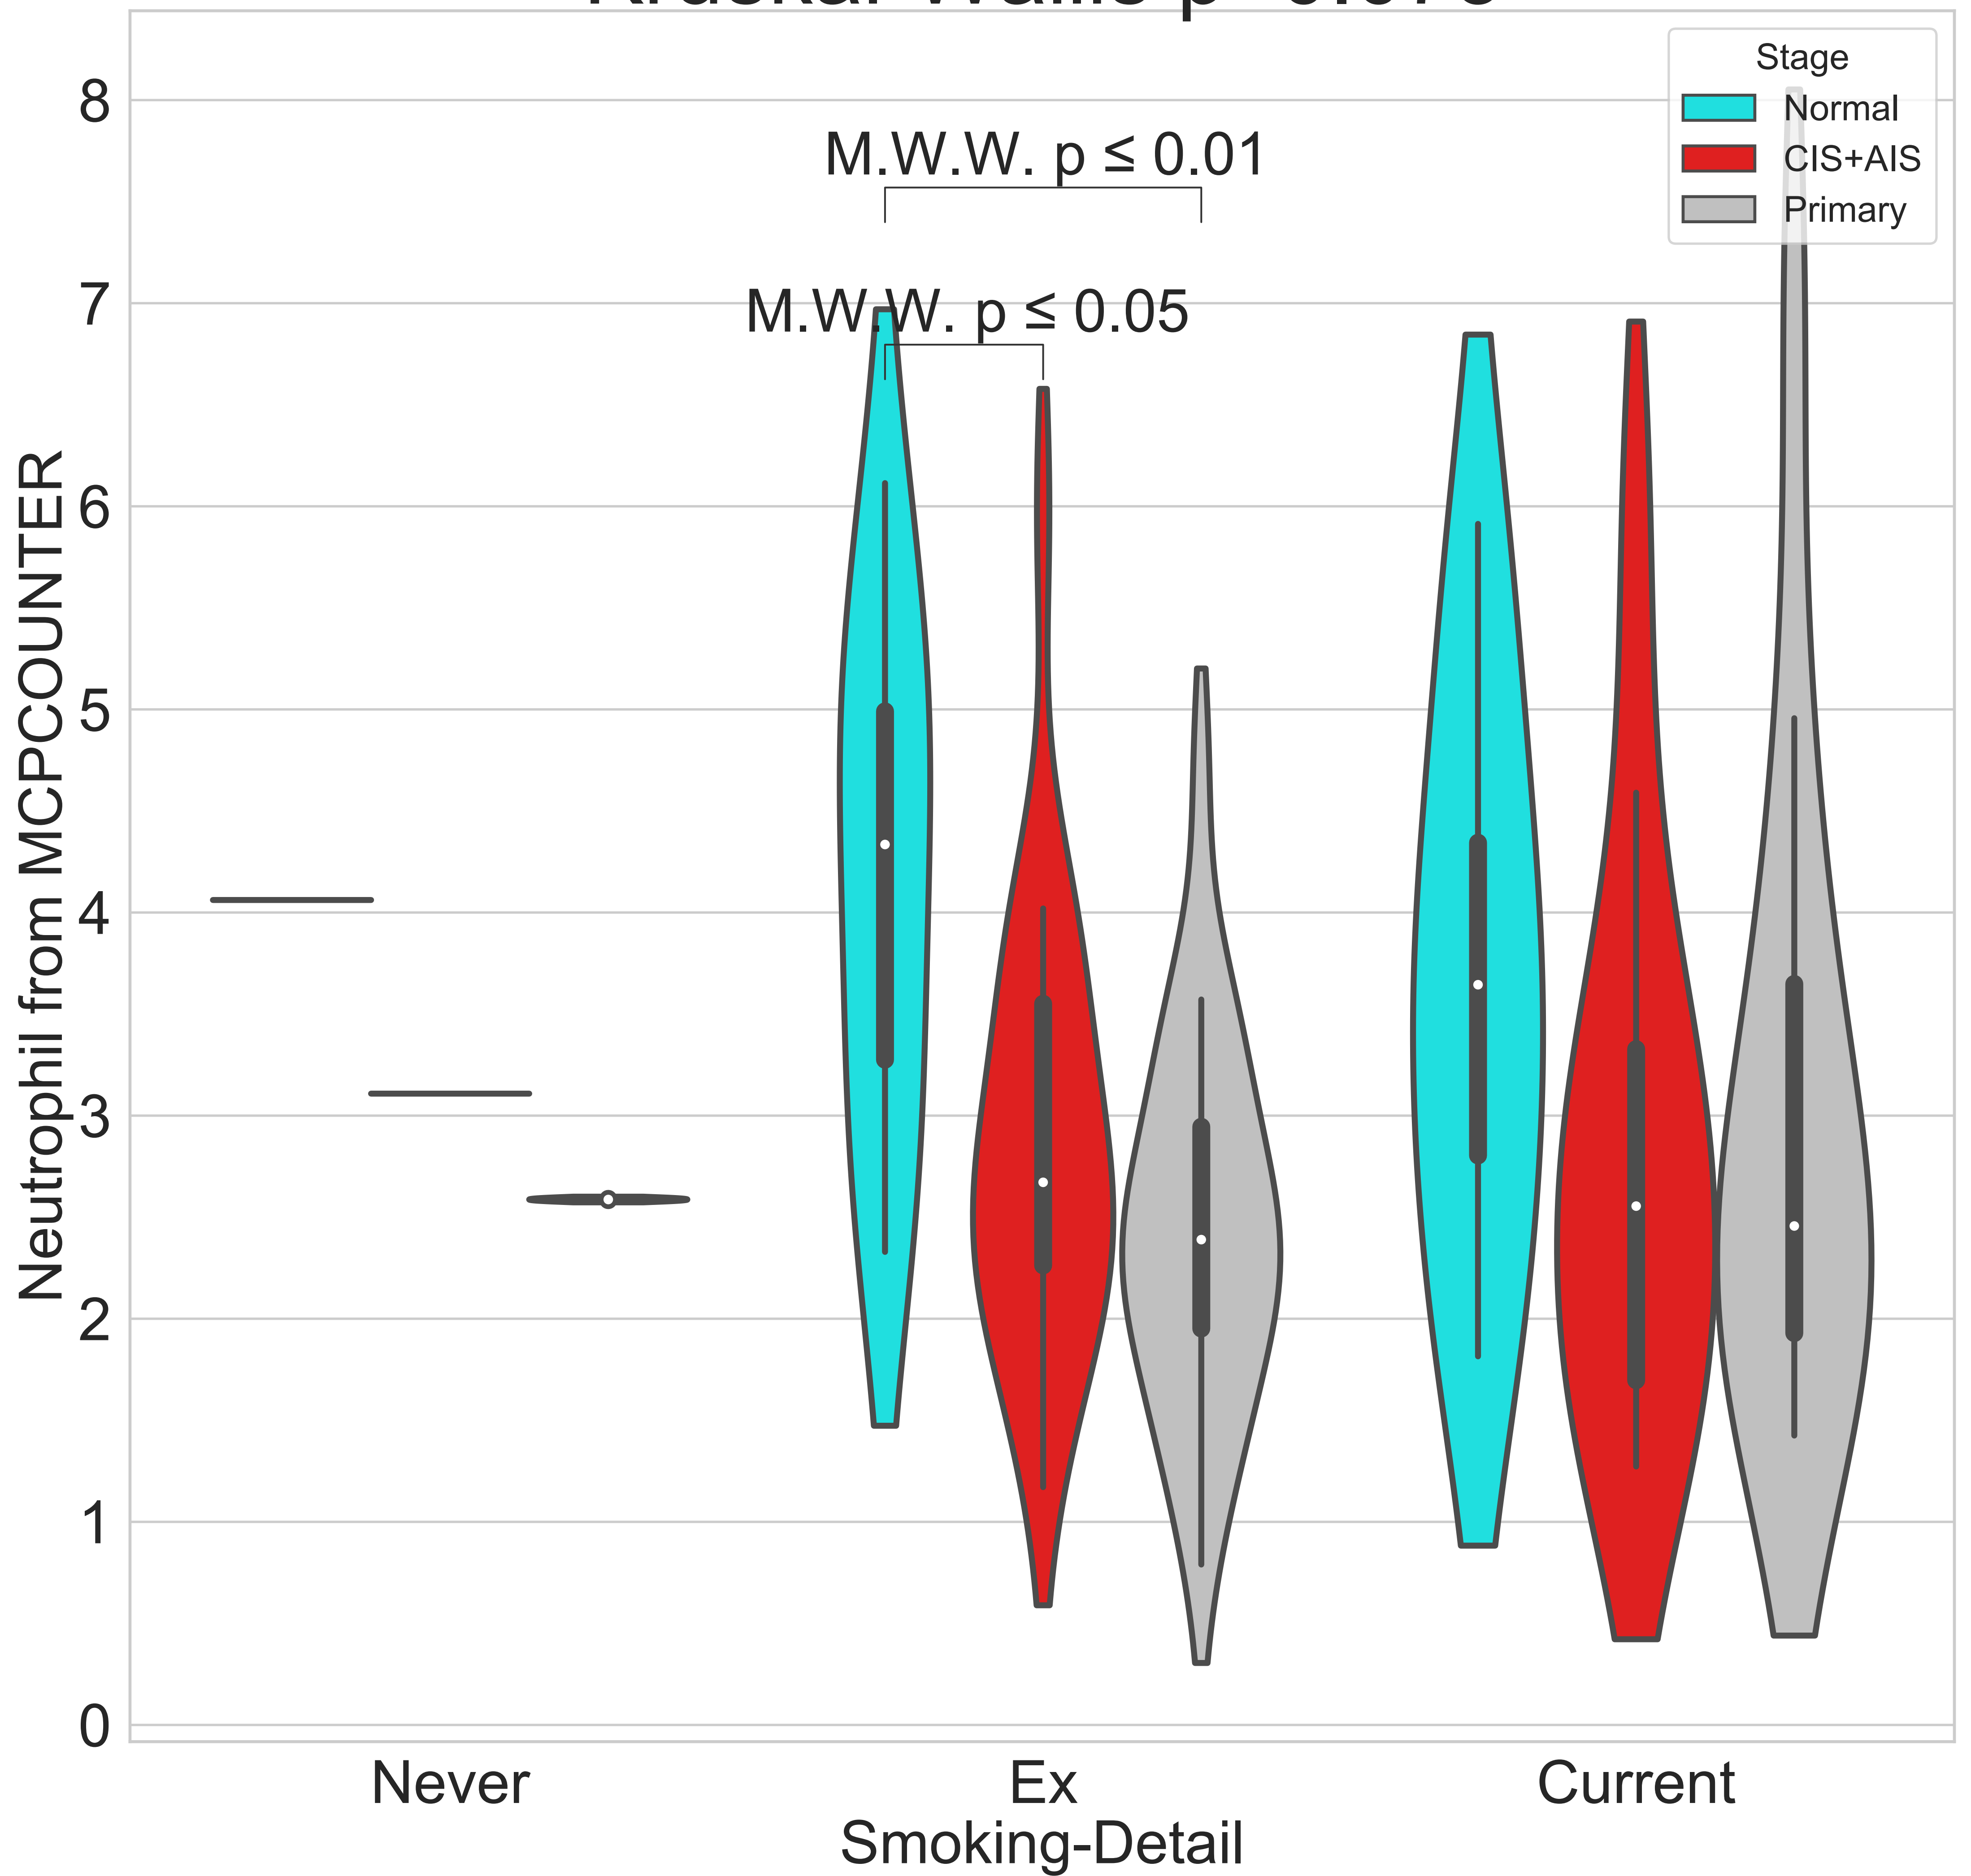 Stage
Normal
CIS+AIS
Primary
M.W.W. p ≤ 0.01
M.W.W. p ≤ 0.05
Neutrophil from MCPCOUNTER
8
7
6
5
4
3
2
1
0
Never
Ex
Current
Smoking-Detail